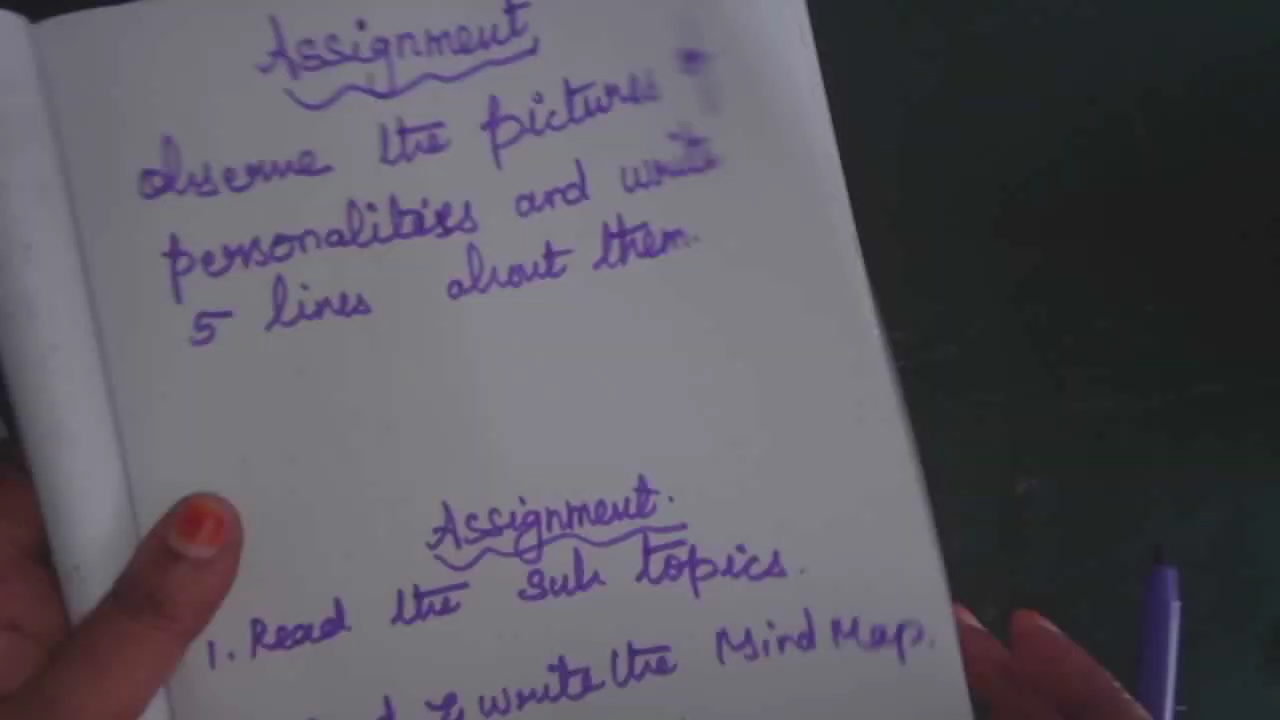 Assignment
observe the pictures
personalities and write
5 lines about them.
Assignment.
1. Read the sub topics.
& write the Mind Map.